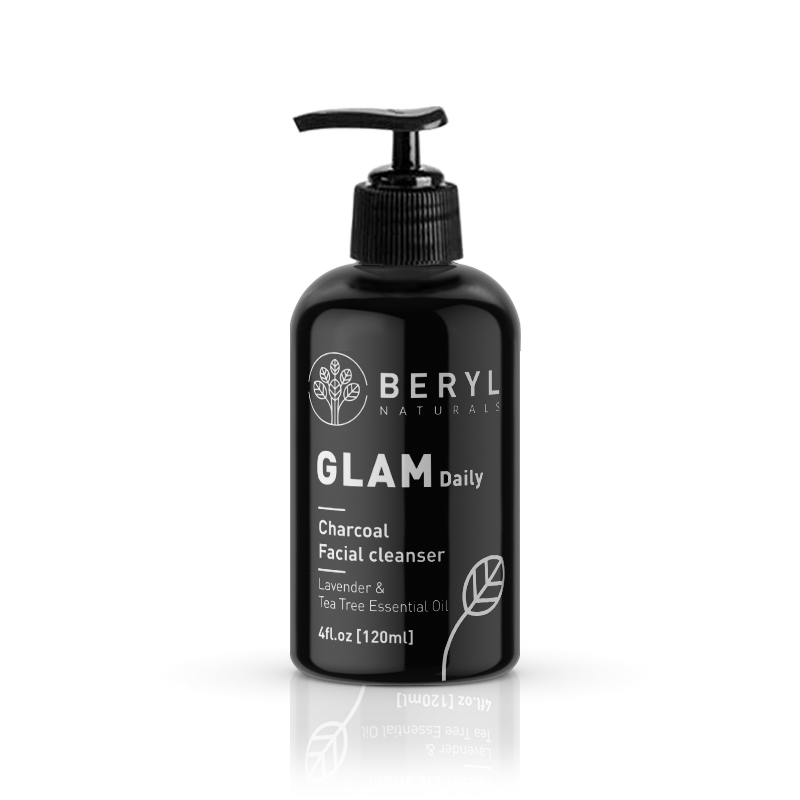 BERYL
NATURALS
GLAM Daily
Charcoal
Facial cleanser
Lavender &
Tea Tree Essential Oil
4fl.oz [120ml]